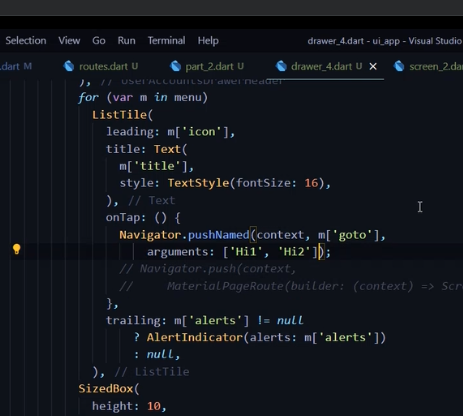 Selection View Go Run Terminal Help drawer_4.dart - ui_app - Visual Studio
.dart M routes.dart U part_2.dart U drawer_4.dart U × screen_2.da
), // UserAccountsDrawerHeader
for (var m in menu)
ListTile(
leading: m['icon'],
title: Text(
m['title'],
style: TextStyle(fontSize: 16),
), // Text
onTap: () {
Navigator.pushNamed(context, m['goto'],
arguments: ['Hi1', 'Hi2']);
// Navigator.push(context,
// MaterialPageRoute(builder: (context) => Scr
},
trailing: m['alerts'] != null
? AlertIndicator(alerts: m['alerts'])
: null,
), // ListTile
SizedBox(
height: 10,